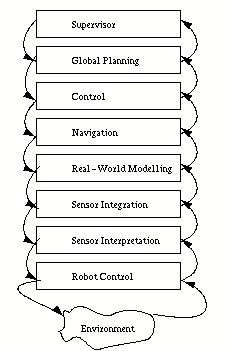 Supervisor
Global Planning
Control
Navigation
Real-World Modelling
Sensor Integration
Sensor Interpretation
Robot Control
Environment